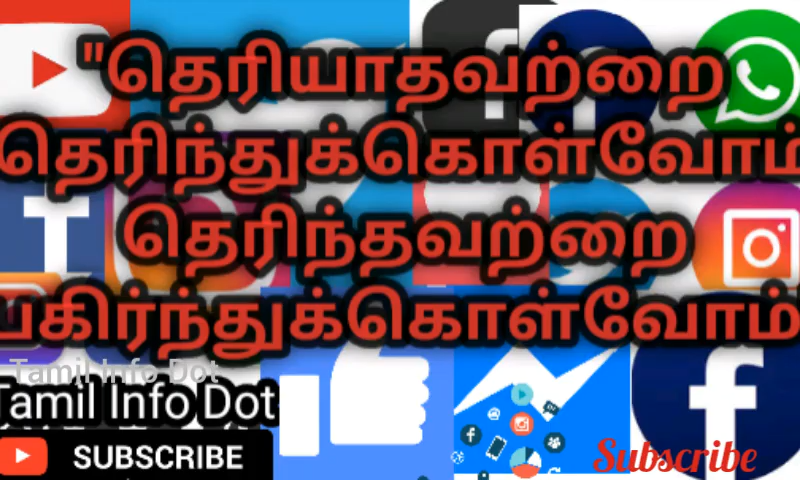 "தெரியாதவற்றை
தெரிந்துக்கொள்வோம்
தெரிந்தவற்றை
பகிர்ந்துக்கொள்வோம்
Tamil Info Dot
Tamil Info Dot
SUBSCRIBE
Subscribe